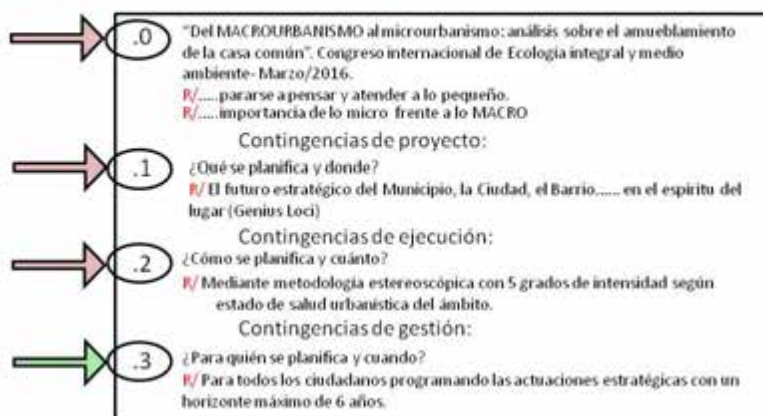 .0
"Del MACROURBANISMO al microurbanismo: análisis sobre el amueblamiento
de la casa común". Congreso internacional de Ecología integral y medio
ambiente- Marzo/2016.
R/.....pararse a pensar y atender a lo pequeño.
R/.....importancia de lo micro frente a lo MACRO
Contingencias de proyecto:
.1
¿Qué se planifica y donde?
R/ El futuro estratégico del Municipio, la Ciudad, el Barrio...... en el espíritu del
lugar (Genius Loci)
Contingencias de ejecución:
.2
¿Cómo se planifica y cuánto?
R/ Mediante metodología estereoscópica con 5 grados de intensidad según
estado de salud urbanística del ámbito.
Contingencias de gestión:
.3
¿Para quién se planifica y cuando?
R/ Para todos los ciudadanos programando las actuaciones estratégicas con un
horizonte máximo de 6 años.